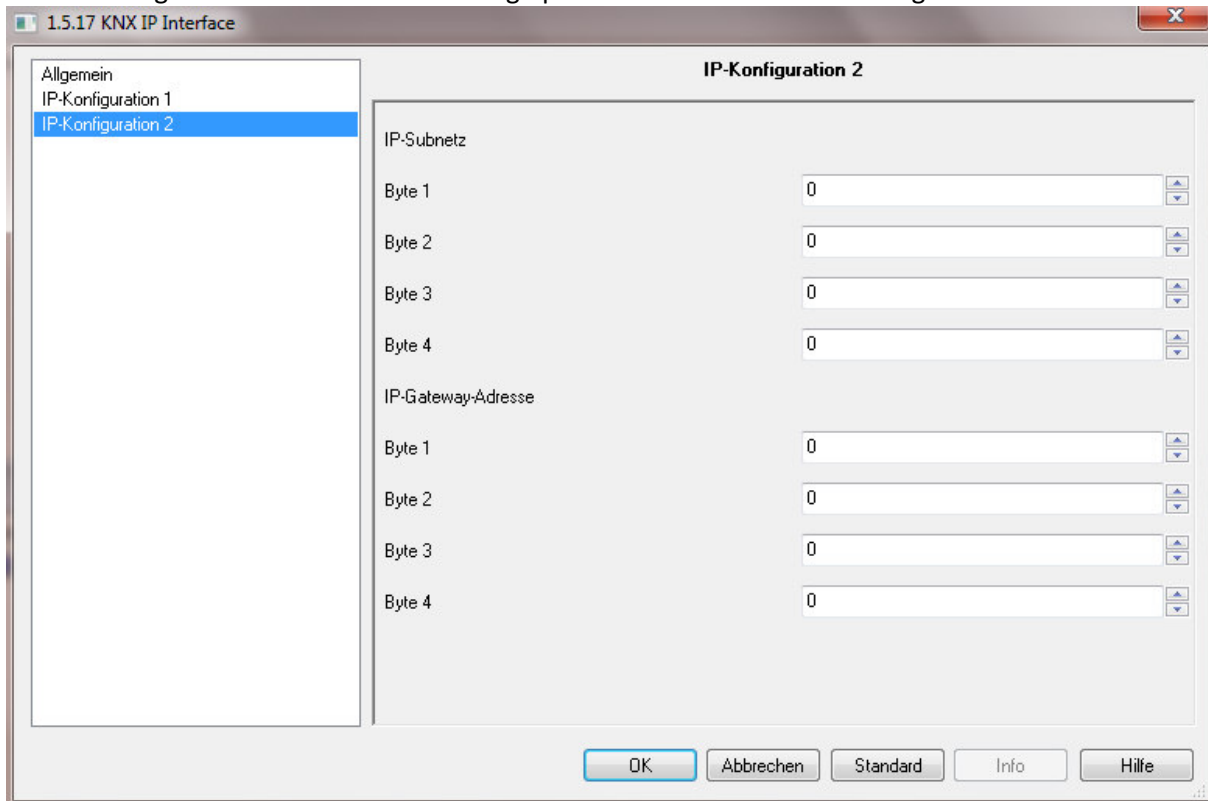 1.5.17 KNX IP Interface
Allgemein
IP-Konfiguration 1
IP-Konfiguration 2
IP-Konfiguration 2
IP-Subnetz
Byte 1 0
Byte 2 0
Byte 3 0
Byte 4 0
IP-Gateway-Adresse
Byte 1 0
Byte 2 0
Byte 3 0
Byte 4 0
OK Abbrechen Standard Info Hilfe